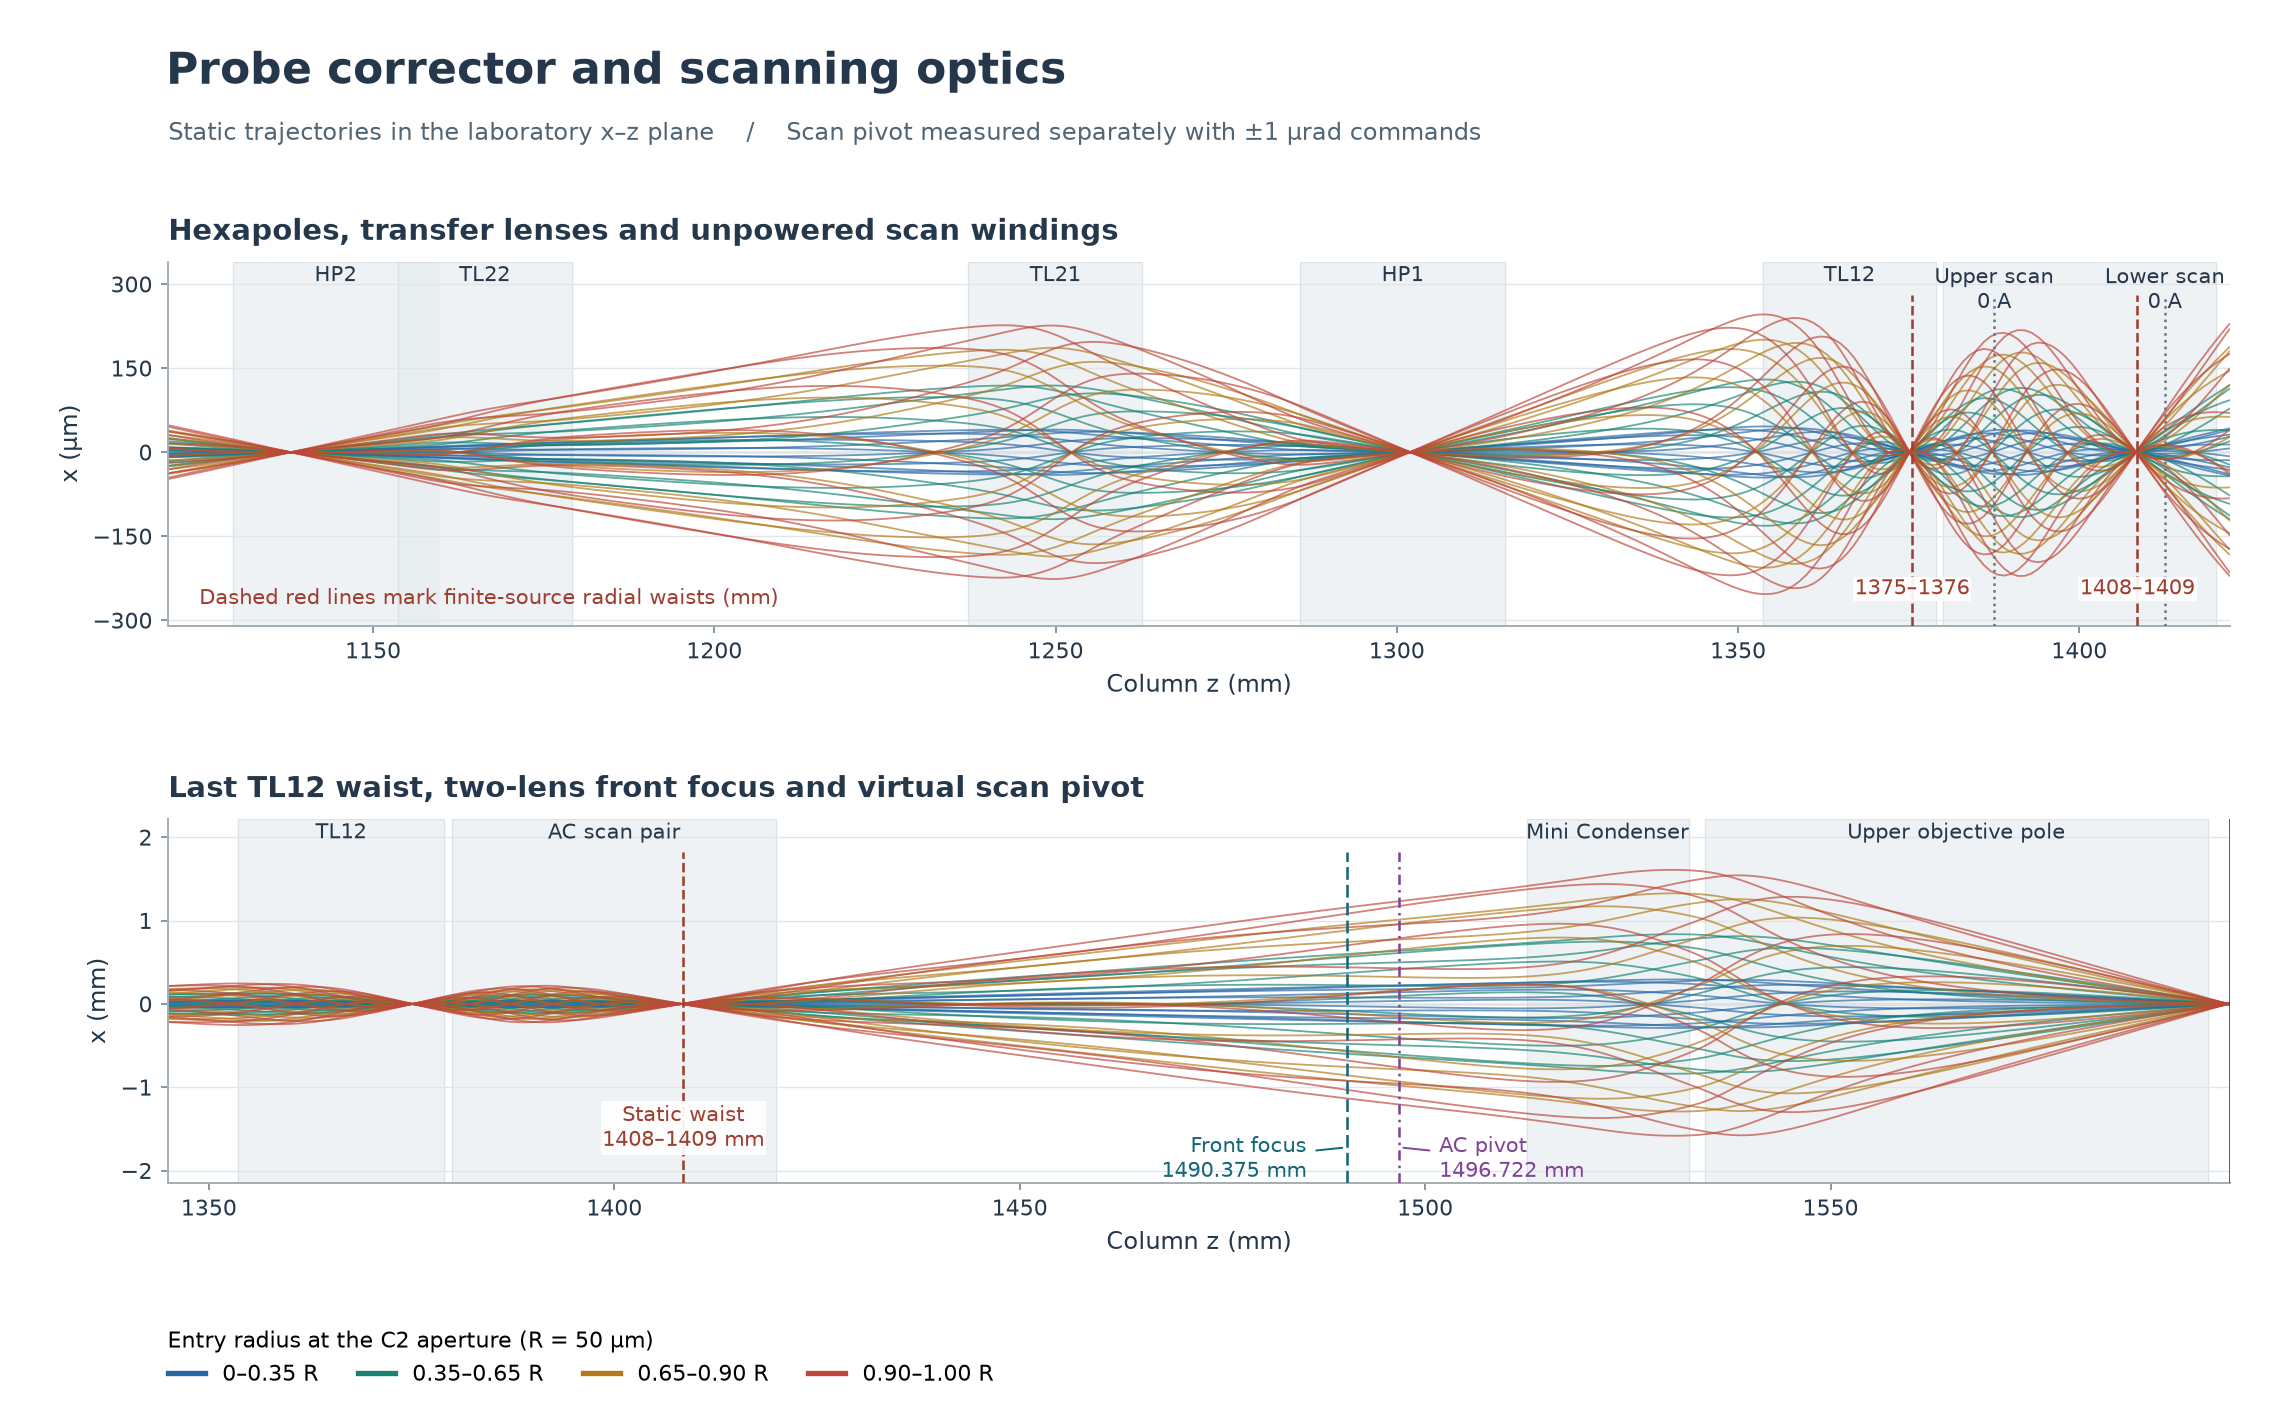 Probe corrector and scanning optics
Static trajectories in the laboratory x–z plane / Scan pivot measured separately with ±1 µrad commands
Hexapoles, transfer lenses and unpowered scan windings
HP2
TL22
TL21
HP1
TL12
Upper scan
0 A
Lower scan
0 A
300
150
0
−150
−300
x (µm)
Dashed red lines mark finite-source radial waists (mm)
1375–1376
1408–1409
1150
1200
1250
1300
1350
1400
Column z (mm)
Last TL12 waist, two-lens front focus and virtual scan pivot
TL12
AC scan pair
Mini Condenser
Upper objective pole
2
1
0
−1
−2
x (mm)
Static waist
1408–1409 mm
Front focus
1490.375 mm
AC pivot
1496.722 mm
1350
1400
1450
1500
1550
Column z (mm)
Entry radius at the C2 aperture (R = 50 µm)
0–0.35 R
0.35–0.65 R
0.65–0.90 R
0.90–1.00 R